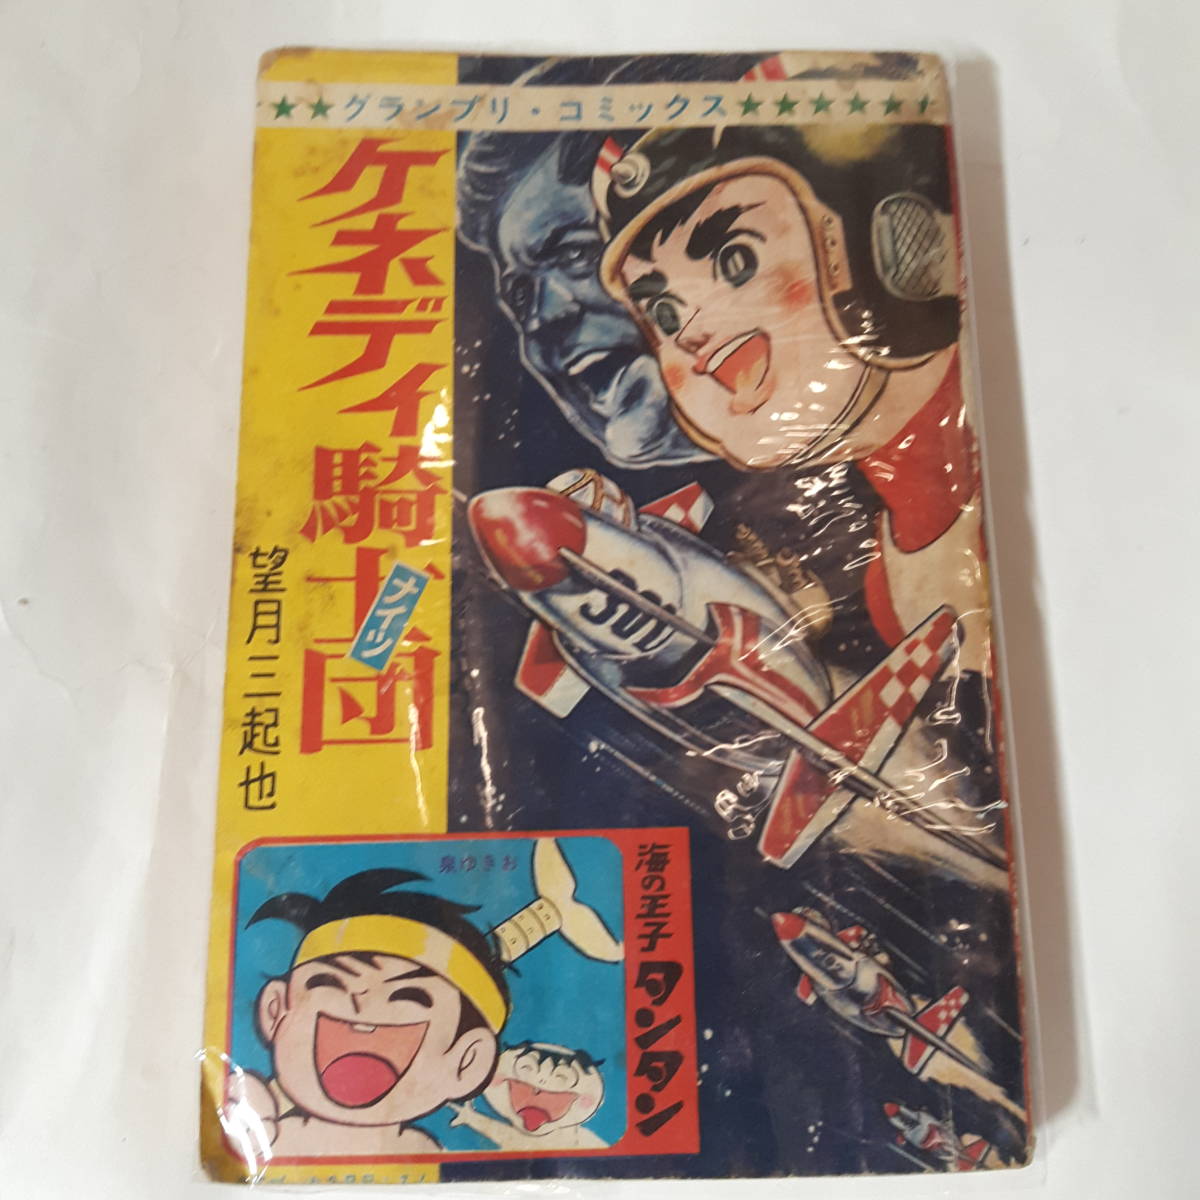 ★★グランプリ・コミックス★★★★★★
ケネディ騎士団
ナイツ
望月三起也
海の王子タンタン
泉ゆきお